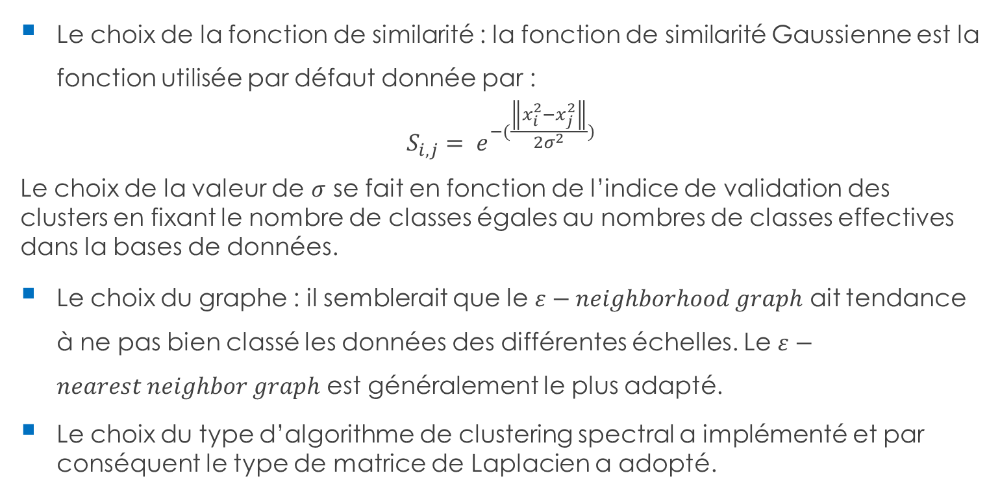 ▪ Le choix de la fonction de similarité : la fonction de similarité Gaussienne est la
fonction utilisée par défaut donnée par :
$S_{i,j} = e^{-(\frac{\|x_i^2 - x_j^2\|}{2\sigma^2})}$
Le choix de la valeur de σ se fait en fonction de l’indice de validation des
clusters en fixant le nombre de classes égales au nombres de classes effectives
dans la bases de données.
▪ Le choix du graphe : il semblerait que le ε − neighborhood graph ait tendance
à ne pas bien classé les données des différentes échelles. Le ε −
nearest neighbor graph est généralement le plus adapté.
▪ Le choix du type d’algorithme de clustering spectral a implémenté et par
conséquent le type de matrice de Laplacien a adopté.